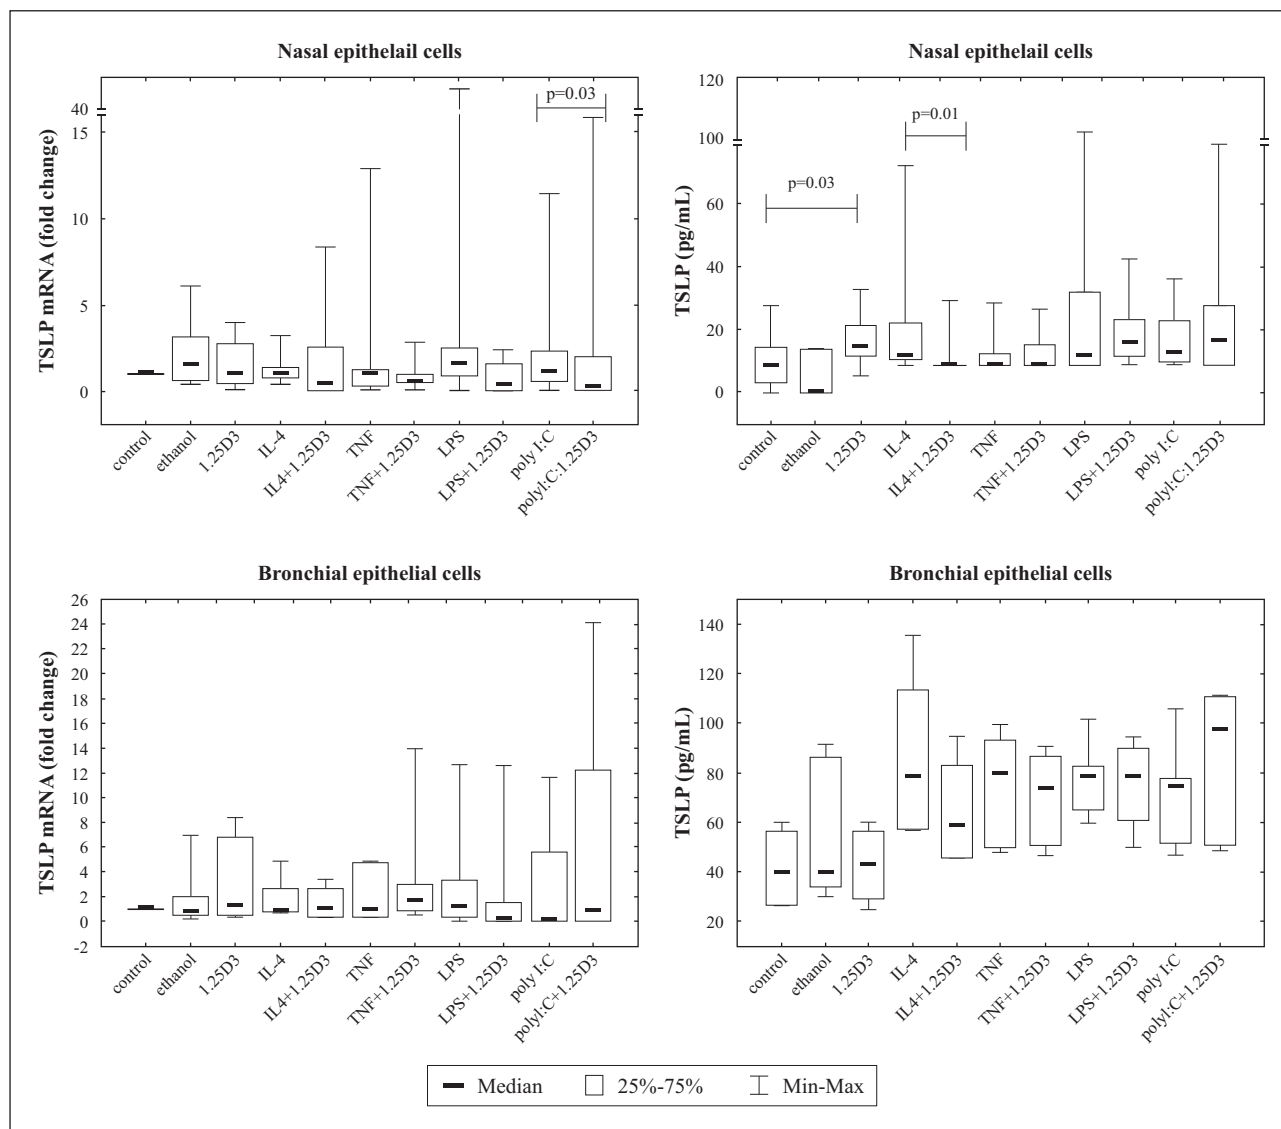 Nasal epithelail cells
TSLP mRNA (fold change)
40
15
10
5
0
p=0.03
control
ethanol
1.25D3
IL-4
IL4+1.25D3
TNF
TNF+1.25D3
LPS
LPS+1.25D3
poly I:C
polyI:C:1.25D3
Nasal epithelail cells
TSLP (pg/mL)
120
100
60
40
20
0
p=0.03
p=0.01
control
ethanol
1.25D3
IL-4
IL4+1.25D3
TNF
TNF+1.25D3
LPS
LPS+1.25D3
poly I:C
polyI:C:1.25D3
Bronchial epithelial cells
TSLP mRNA (fold change)
26
24
22
20
18
16
14
12
10
8
6
4
2
0
-2
control
ethanol
1.25D3
IL-4
IL4+1.25D3
TNF
TNF+1.25D3
LPS
LPS+1.25D3
poly I:C
polyI:C+1.25D3
Bronchial epithelial cells
TSLP (pg/mL)
140
120
100
80
60
40
20
control
ethanol
1.25D3
IL-4
IL4+1.25D3
TNF
TNF+1.25D3
LPS
LPS+1.25D3
poly I:C
polyI:C+1.25D3
Median 25%-75% Min-Max